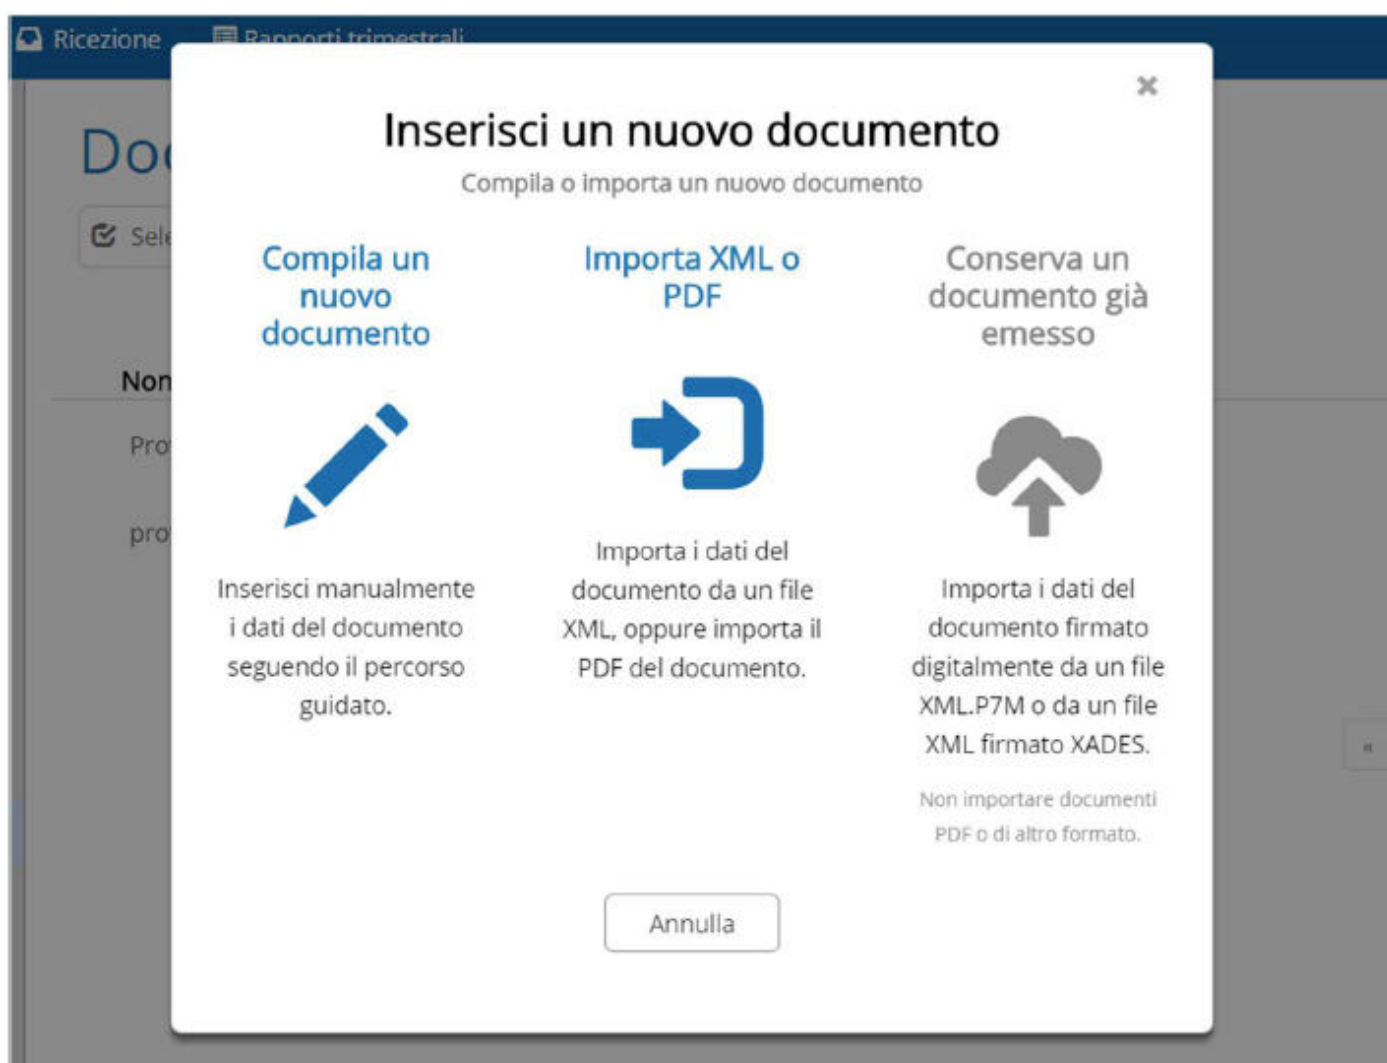 Ricezione
Rapporti trimestrali
Inserisci un nuovo documento
Compila o importa un nuovo documento
Compila un
nuovo
documento
Inserisci manualmente
i dati del documento
seguendo il percorso
guidato.
Importa XML o
PDF
Importa i dati del
documento da un file
XML, oppure importa il
PDF del documento.
Conserva un
documento già
emesso
Importa i dati del
documento firmato
digitalmente da un file
XML.P7M o da un file
XML firmato XADES.
Non importare documenti
PDF o di altro formato.
Annulla
«